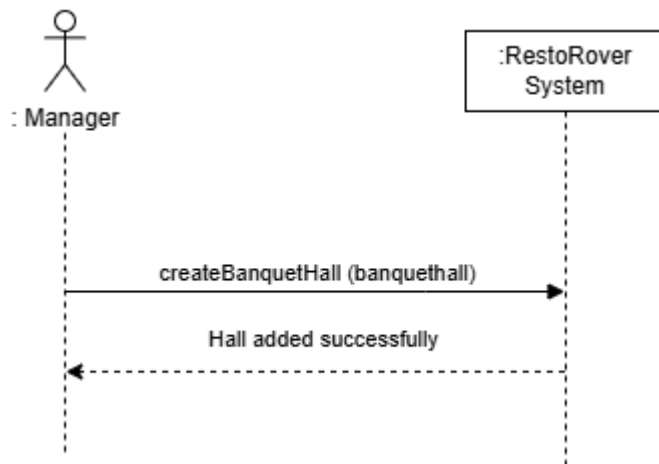 :RestoRover
System
: Manager
createBanquetHall (banquethall)
Hall added successfully